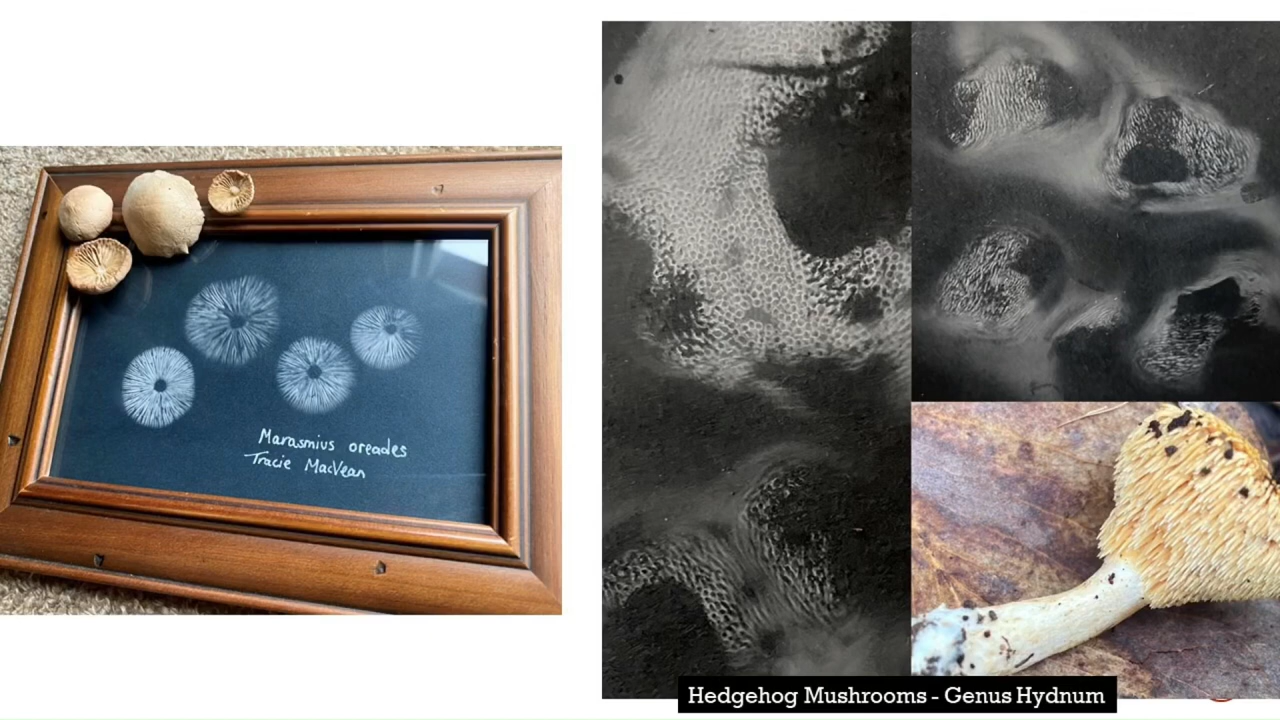 Marasmius oreades
Tracie MacVean
Hedgehog Mushrooms - Genus Hydnum